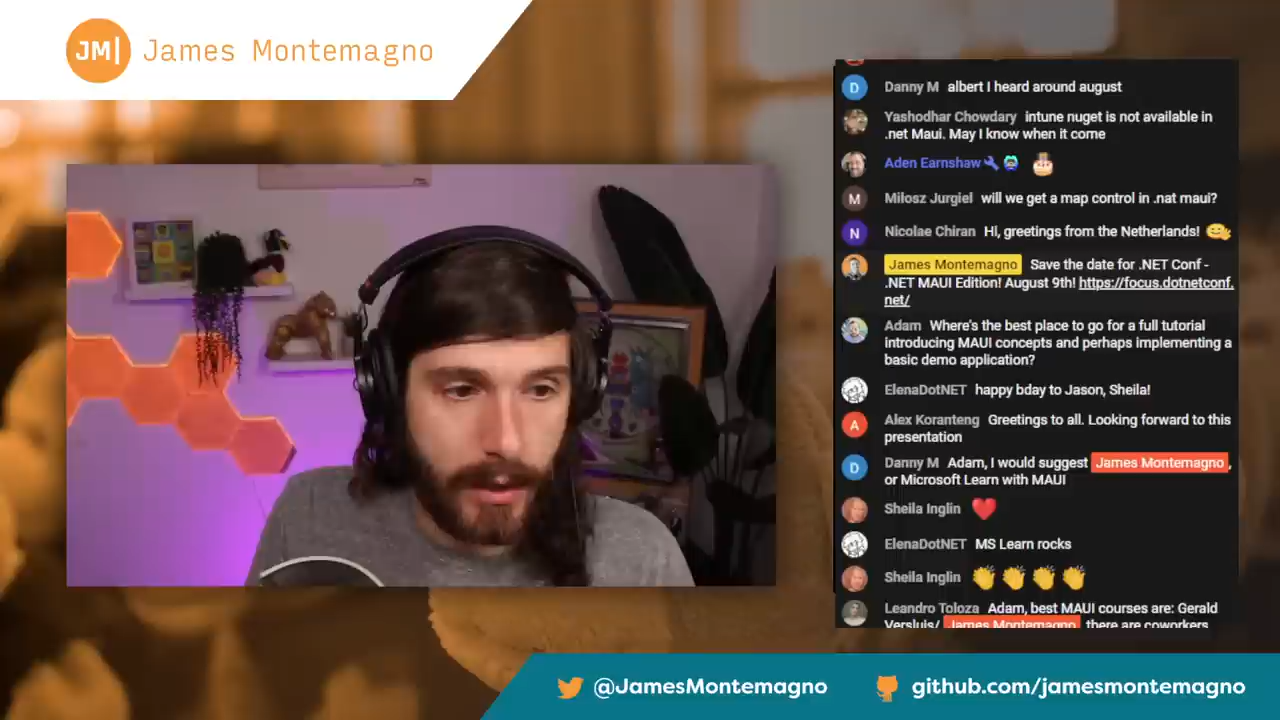 JM| James Montemagno
Danny M albert I heard around august
Yashodhar Chowdary intune nuget is not available in
.net Maui. May I know when it come
Aden Earnshaw
M Miłosz Jurgiel will we get a map control in .nat maui?
N Nicolae Chiran HI, greetings from the Netherlands!
James Montemagno Save the date for .NET Conf -
.NET MAUI Edition! August 9th! https://focus.dotnetconf.
net/
Adam Where's the best place to go for a full tutorial
introducing MAUI concepts and perhaps implementing a
basic demo application?
ElenaDotNET happy bday to Jason, Sheila!
A Alex Koranteng Greetings to all. Looking forward to this
presentation
D Danny M Adam, I would suggest James Montemagno,
or Microsoft Learn with MAUI
Sheila Inglin
ElenaDotNET MS Learn rocks
Sheila Inglin
Leandro Toloza Adam, best MAUI courses are: Gerald
Versluis/ James Montemagno there are coworkers
@JamesMontemagno
github.com/jamesmontemagno